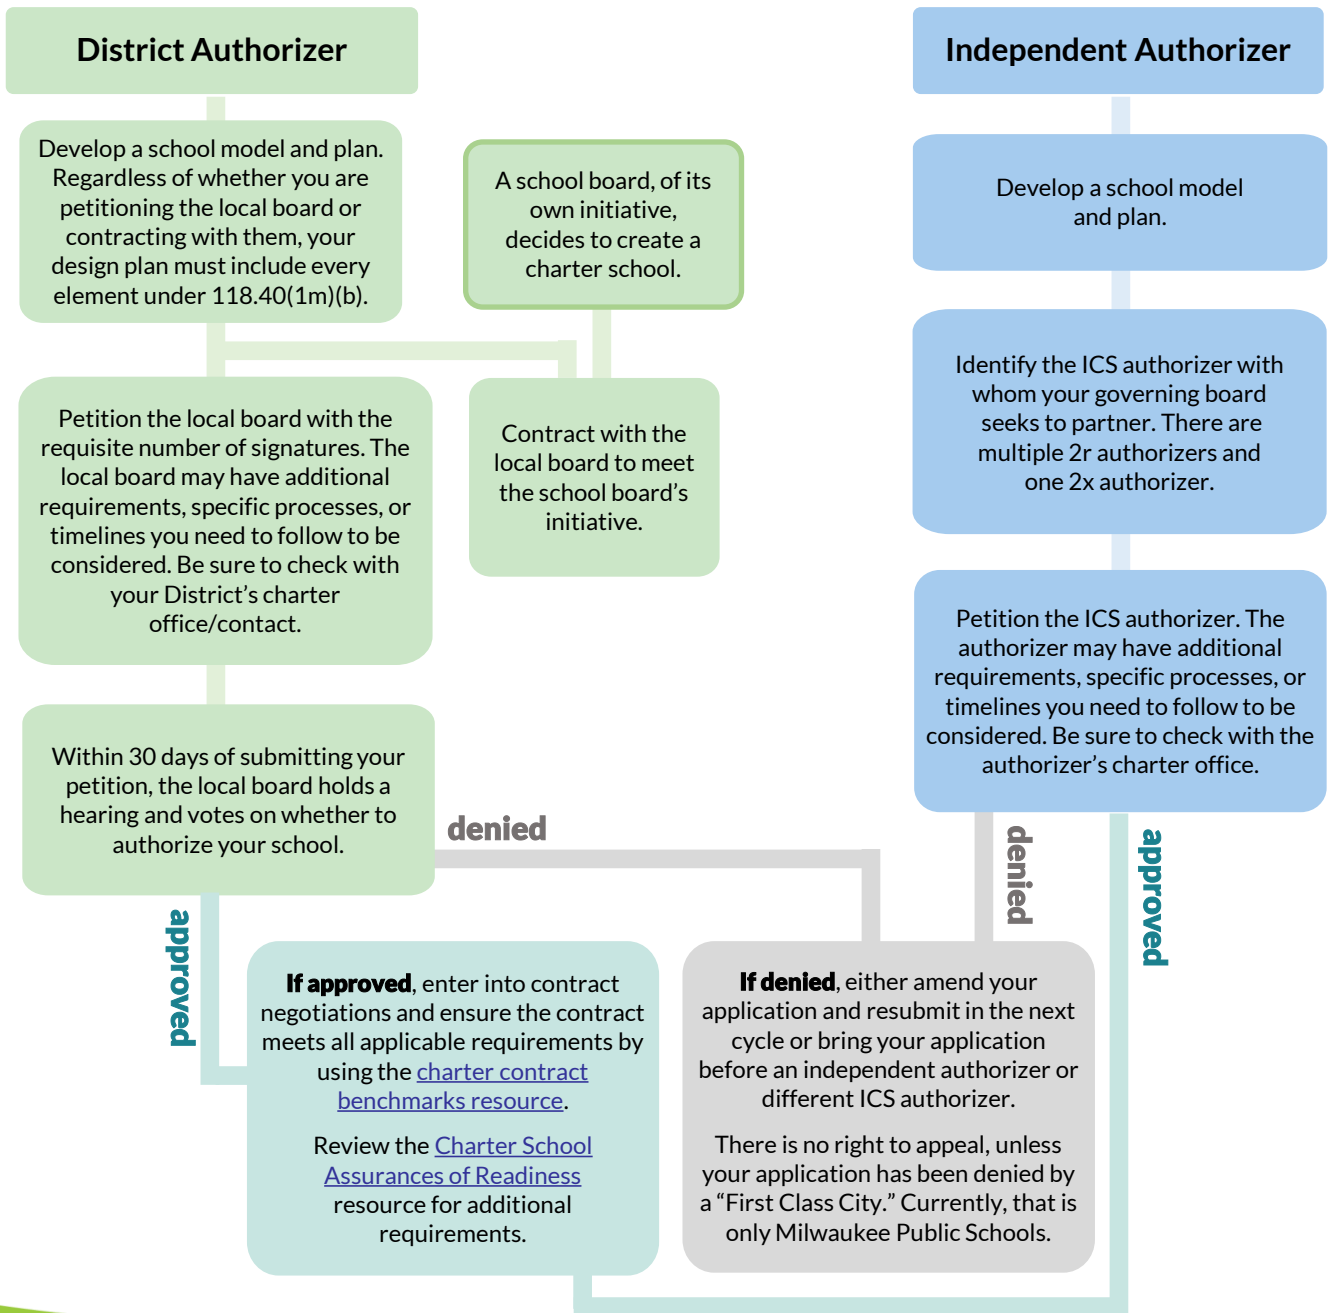 District Authorizer
Develop a school model and plan.
Regardless of whether you are
petitioning the local board or
contracting with them, your
design plan must include every
element under 118.40(1m)(b).
A school board, of its
own initiative,
decides to create a
charter school.
Petition the local board with the
requisite number of signatures. The
local board may have additional
requirements, specific processes, or
timelines you need to follow to be
considered. Be sure to check with
your District’s charter
office/contact.
Contract with the
local board to meet
the school board’s
initiative.
Within 30 days of submitting your
petition, the local board holds a
hearing and votes on whether to
authorize your school.
denied
approved
Independent Authorizer
Develop a school model
and plan.
Identify the ICS authorizer with
whom your governing board
seeks to partner. There are
multiple 2r authorizers and
one 2x authorizer.
Petition the ICS authorizer. The
authorizer may have additional
requirements, specific processes, or
timelines you need to follow to be
considered. Be sure to check with the
authorizer’s charter office.
denied
approved
If approved, enter into contract
negotiations and ensure the contract
meets all applicable requirements by
using the charter contract
benchmarks resource.
Review the Charter School
Assurances of Readiness
resource for additional
requirements.
If denied, either amend your
application and resubmit in the next
cycle or bring your application
before an independent authorizer or
different ICS authorizer.
There is no right to appeal, unless
your application has been denied by
a “First Class City.” Currently, that is
only Milwaukee Public Schools.